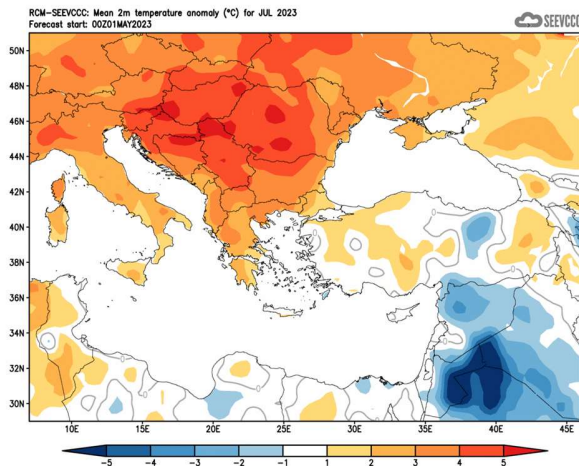 RCM-SEEVCCC: Mean 2m temperature anomaly (°C) for JUL 2023
Forecast start: 00Z01MAY2023
SEEVCCC
50N
48N
46N
44N
42N
40N
38N
36N
34N
32N
30N
10E 15E 20E 25E 30E 35E 40E 45E
-5 -4 -3 -2 -1 1 2 3 4 5